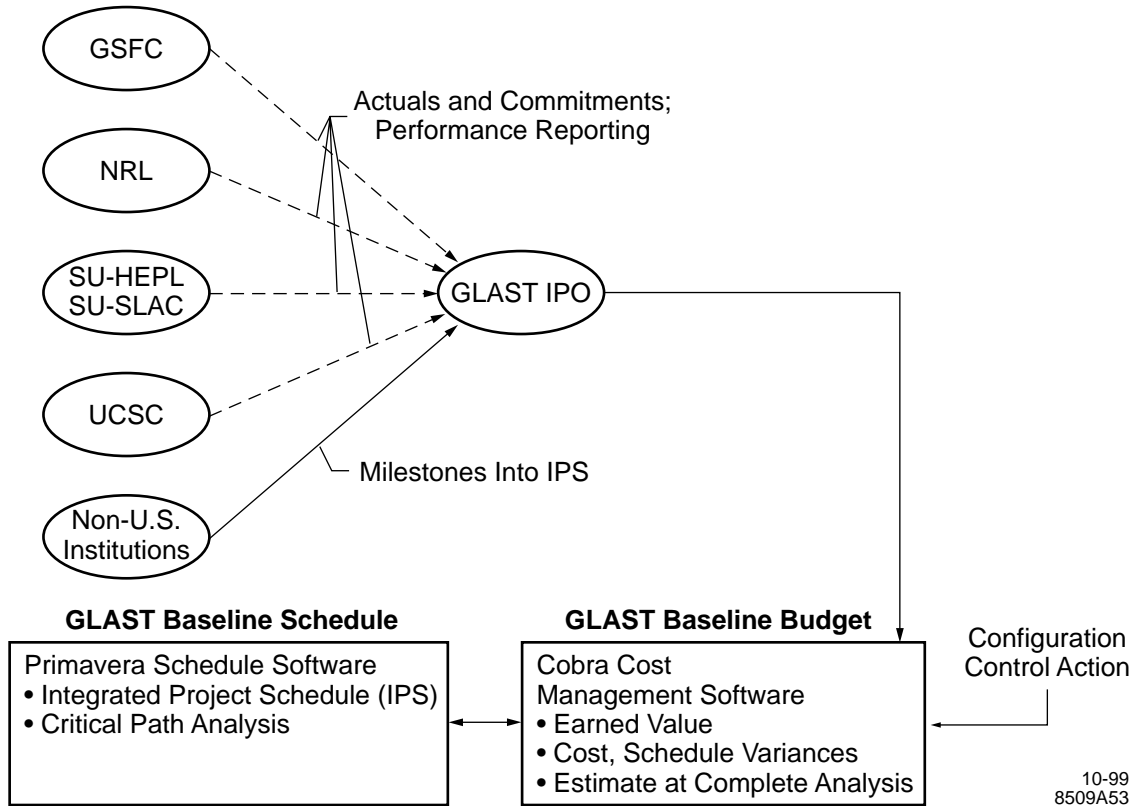 GSFC
Actuals and Commitments;
Performance Reporting
NRL
SU-HEPL
SU-SLAC
GLAST IPO
UCSC
Milestones Into IPS
Non-U.S.
Institutions
GLAST Baseline Schedule
Primavera Schedule Software
• Integrated Project Schedule (IPS)
• Critical Path Analysis
GLAST Baseline Budget
Cobra Cost
Management Software
• Earned Value
• Cost, Schedule Variances
• Estimate at Complete Analysis
Configuration
Control Action
10-99
8509A53